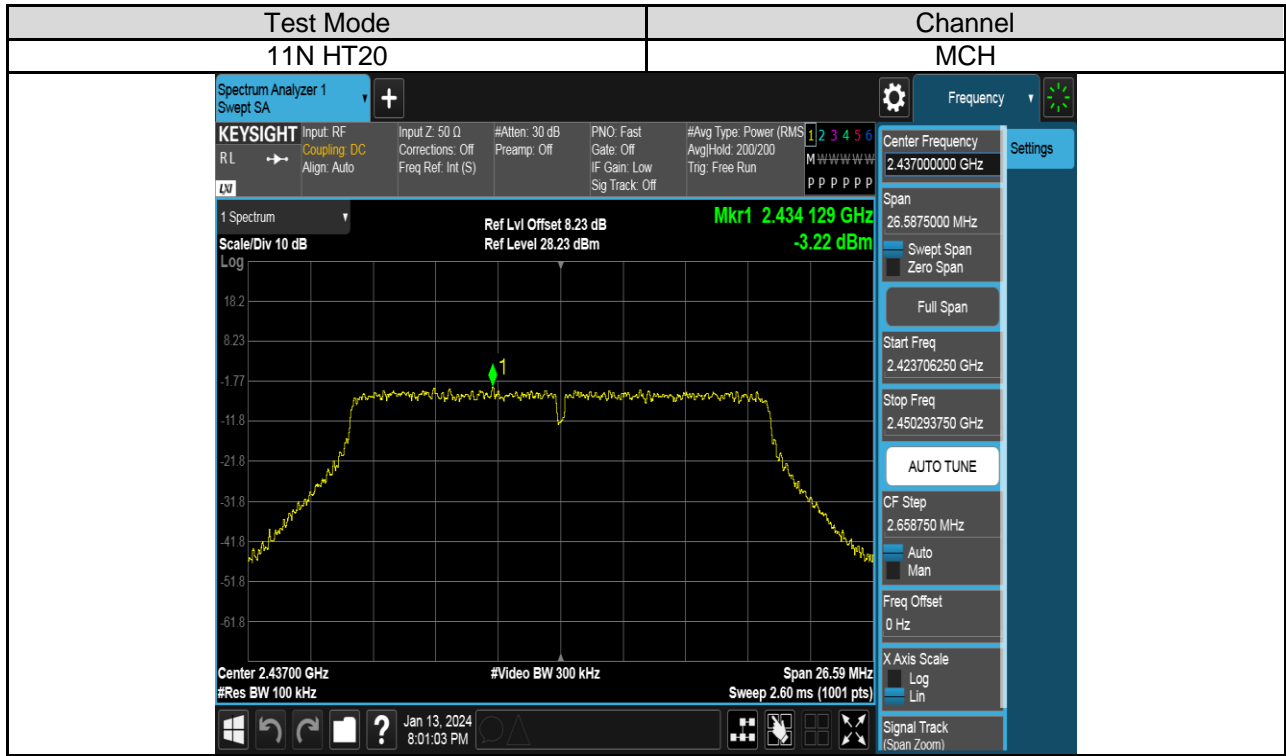 Test Mode Channel
11N HT20 MCH
Spectrum Analyzer 1
Swept SA
Frequency
KEYSIGHT Input: RF Input Z: 50 Ω #Atten: 30 dB PNO: Fast #Avg Type: Power (RMS 1 2 3 4 5 6
RL Coupling: DC Corrections: Off Preamp: Off Gate: Off Avg|Hold: 200/200 M W W W W W
Align: Auto Freq Ref: Int (S) IF Gain: Low Trig: Free Run
LXI Sig Track: Off P P P P P P
1 Spectrum Ref Lvl Offset 8.23 dB Mkr1 2.434 129 GHz
Scale/Div 10 dB Ref Level 28.23 dBm -3.22 dBm
Log
18.2
8.23
1
-1.77
-11.8
-21.8
-31.8
-41.8
-51.8
-61.8
Center 2.43700 GHz #Video BW 300 kHz Span 26.59 MHz
#Res BW 100 kHz Sweep 2.60 ms (1001 pts)
? Jan 13, 2024
8:01:03 PM
Center Frequency
2.437000000 GHz
Settings
Span
26.5875000 MHz
Swept Span
Zero Span
Full Span
Start Freq
2.423706250 GHz
Stop Freq
2.450293750 GHz
AUTO TUNE
CF Step
2.658750 MHz
Auto
Man
Freq Offset
0 Hz
X Axis Scale
Log
Lin
Signal Track
(Span Zoom)